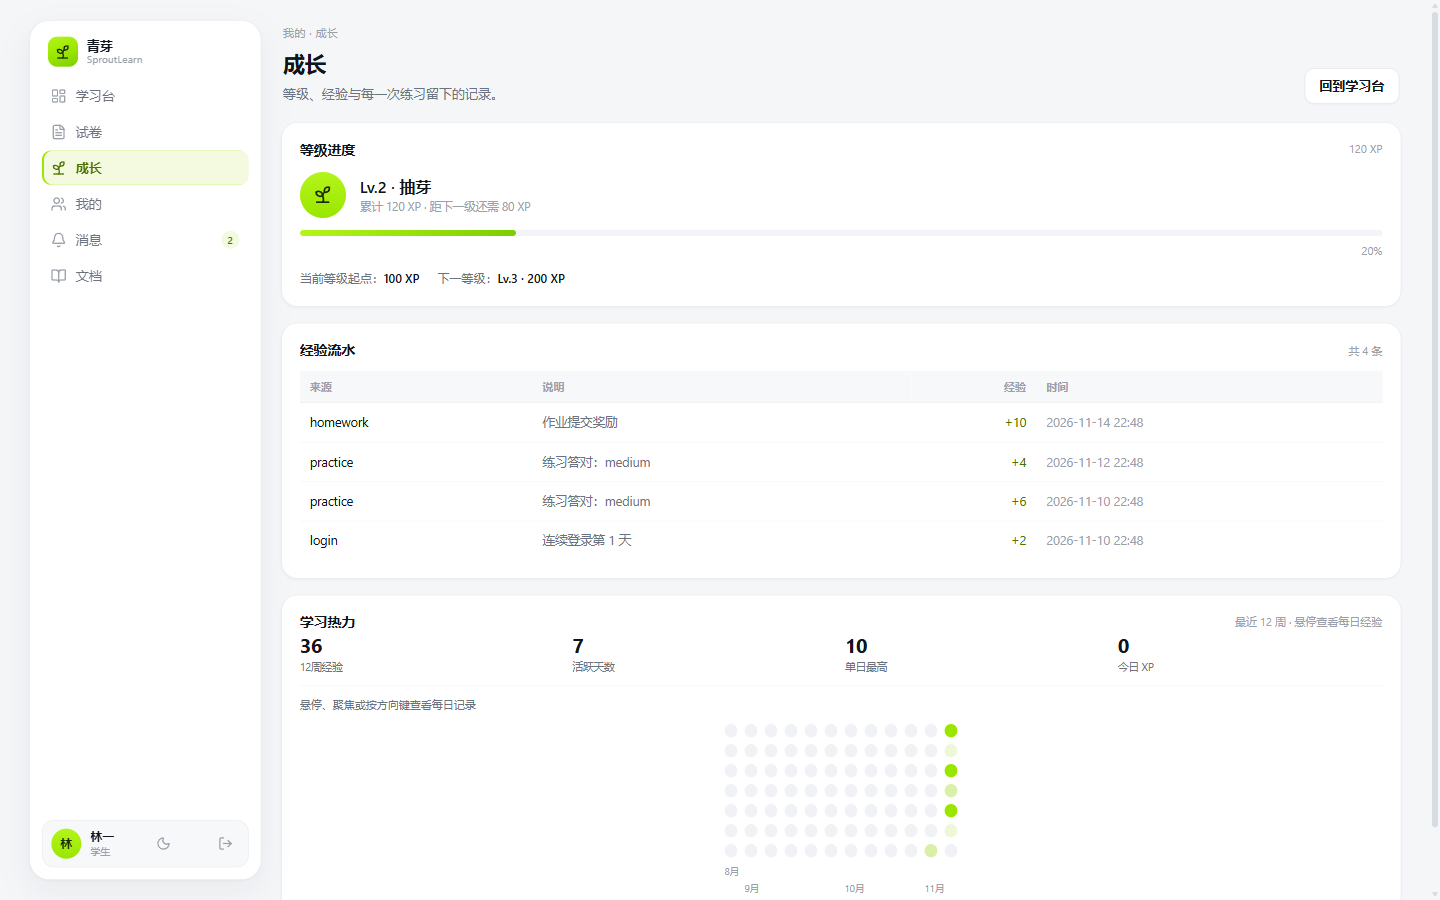 青芽
SproutLearn
学习台
试卷
成长
我的
消息 2
文档
林 林一
学生
我的 · 成长
成长
等级、经验与每一次练习留下的记录。
回到学习台
等级进度 120 XP
Lv.2 · 抽芽
累计 120 XP · 距下一级还需 80 XP
20%
当前等级起点：100 XP 下一等级：Lv.3 · 200 XP
经验流水 共 4 条
来源 说明 经验 时间
homework 作业提交奖励 +10 2026-11-14 22:48
practice 练习答对：medium +4 2026-11-12 22:48
practice 练习答对：medium +6 2026-11-10 22:48
login 连续登录第 1 天 +2 2026-11-10 22:48
学习热力 最近 12 周 · 悬停查看每日经验
36 7 10 0
12周经验 活跃天数 单日最高 今日 XP
悬停、聚焦或按方向键查看每日记录
8月
9月 10月 11月